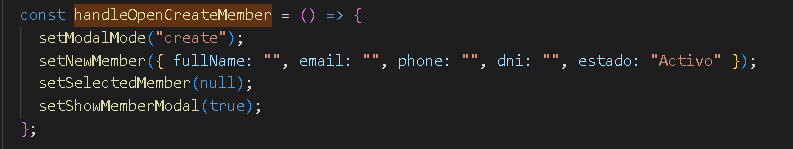 const handleOpenCreateMember = () => {
setModalMode("create");
setNewMember({ fullName: "", email: "", phone: "", dni: "", estado: "Activo" });
setSelectedMember(null);
setShowMemberModal(true);
};